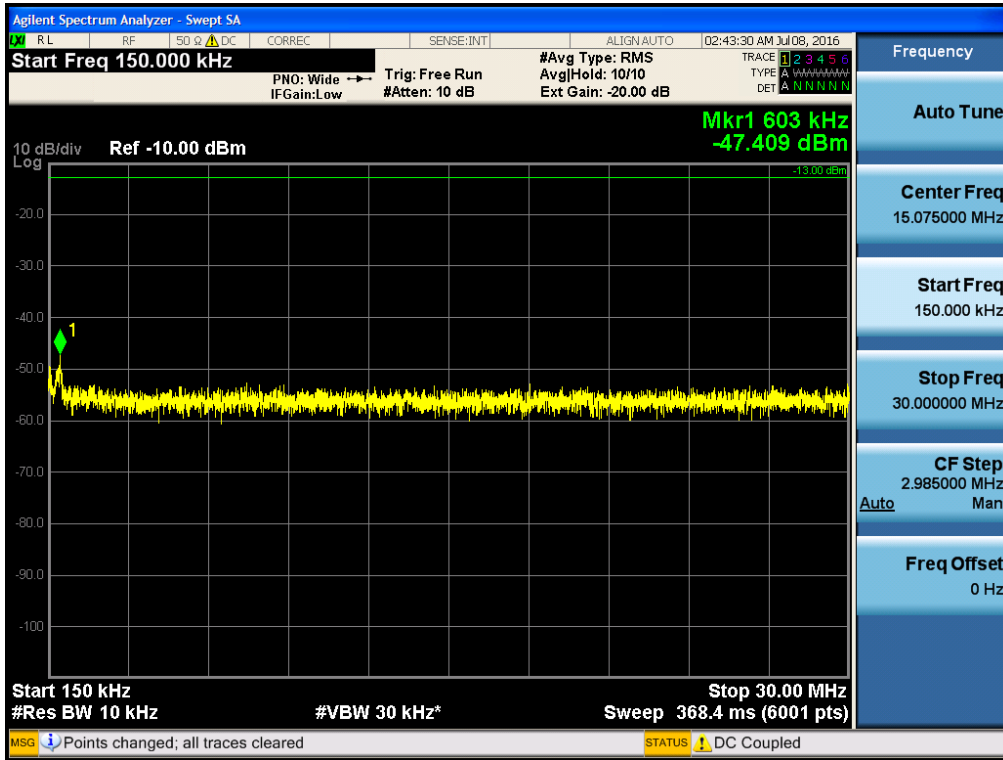 Agilent Spectrum Analyzer - Swept SA
LXI RL RF 50 Ω DC CORREC SENSE:INT ALIGN AUTO 02:43:30 AM Jul 08, 2016
Start Freq 150.000 kHz
PNO: Wide
IFGain:Low
Trig: Free Run
#Atten: 10 dB
#Avg Type: RMS
Avg|Hold: 10/10
Ext Gain: -20.00 dB
TRACE 1 2 3 4 5 6
TYPE A WWWWWW
DET A N N N N N
Mkr1 603 kHz
-47.409 dBm
10 dB/div Ref -10.00 dBm
Log
-13.00 dBm
-20.0
-30.0
-40.0
1
-50.0
-60.0
-70.0
-80.0
-90.0
-100
Start 150 kHz Stop 30.00 MHz
#Res BW 10 kHz #VBW 30 kHz* Sweep 368.4 ms (6001 pts)
MSG Points changed; all traces cleared STATUS DC Coupled
Frequency
Auto Tune
Center Freq
15.075000 MHz
Start Freq
150.000 kHz
Stop Freq
30.000000 MHz
CF Step
2.985000 MHz
Auto Man
Freq Offset
0 Hz